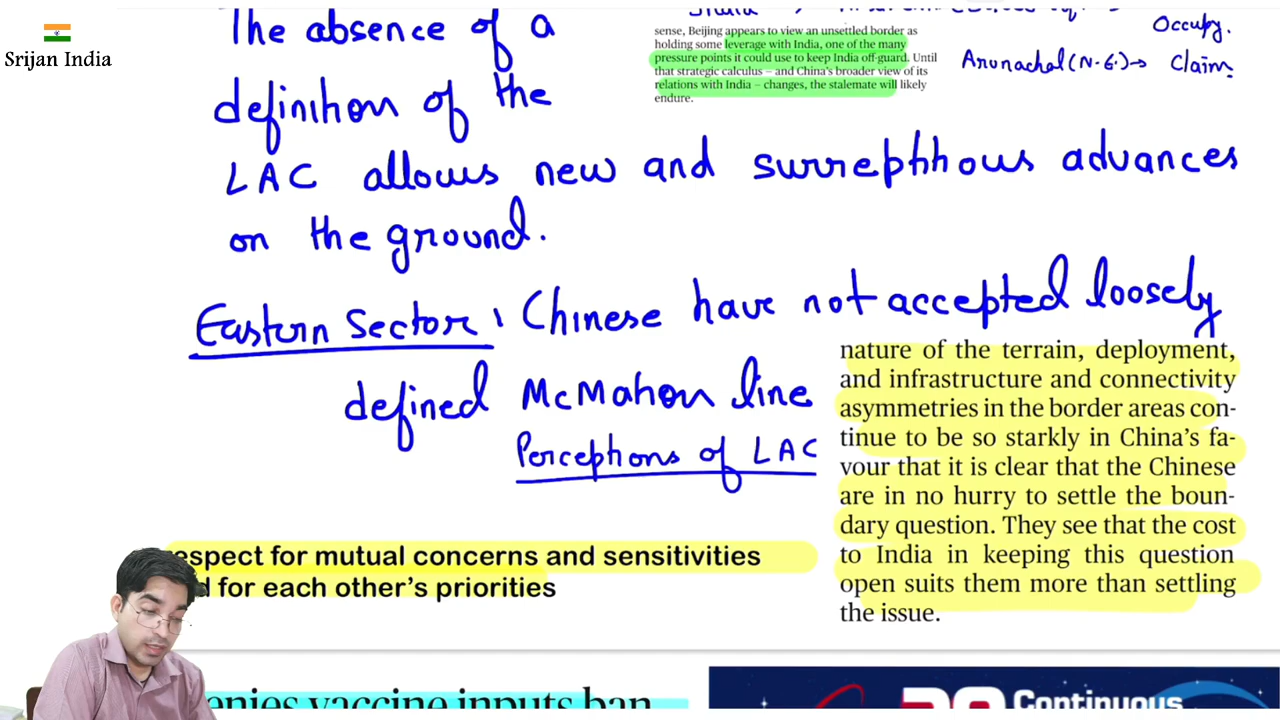 Srijan India
The absence of a
definition of the
LAC allows new and surreptitious advances
on the ground.
Eastern Sector: Chinese have not accepted loosely
defined McMahon line
Perceptions of LAC
sense, Beijing appears to view an unsettled border as
holding some leverage with India, one of the many
pressure points it could use to keep India off-guard. Until
that strategic calculus – and China's broader view of its
relations with India – changes, the stalemate will likely
endure.
Occupy.
Arunachal (N.E.) → Claim
nature of the terrain, deployment,
and infrastructure and connectivity
asymmetries in the border areas con-
tinue to be so starkly in China's fa-
vour that it is clear that the Chinese
are in no hurry to settle the boun-
dary question. They see that the cost
to India in keeping this question
open suits them more than settling
the issue.
espect for mutual concerns and sensitivities
d for each other's priorities
enies vaccine inputs ban
Continuous